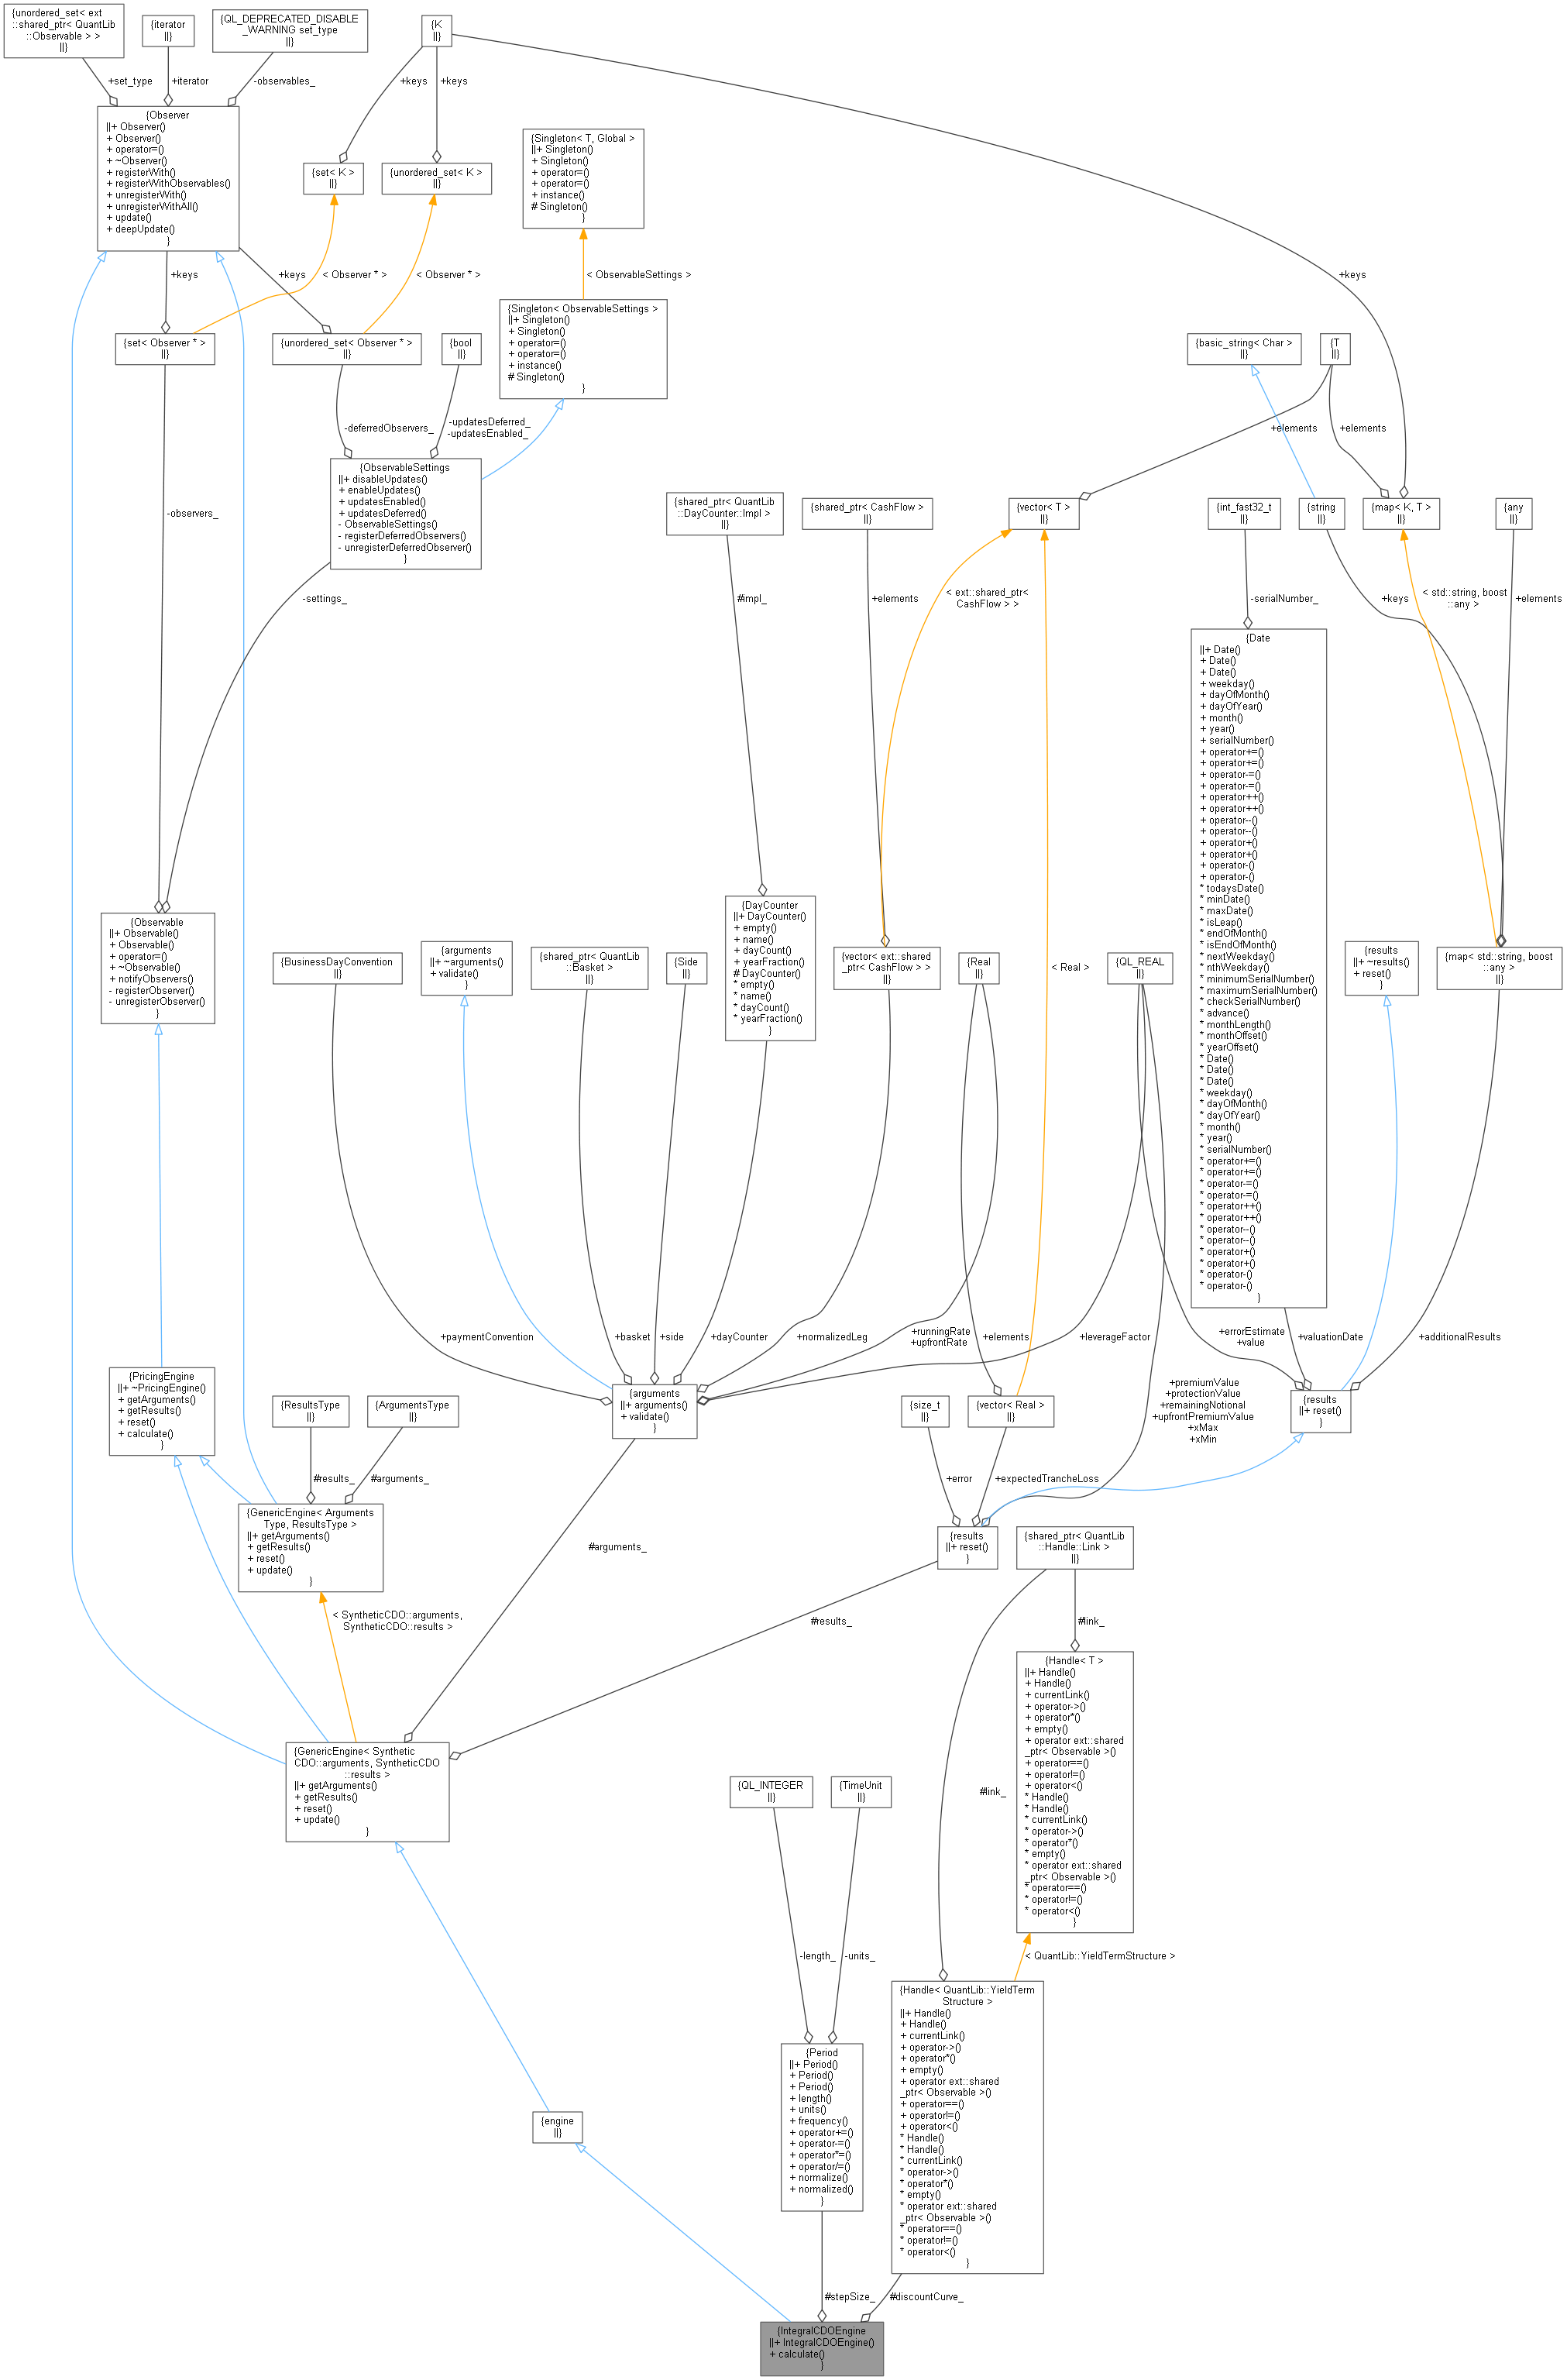 {unordered_set< ext
::shared_ptr< QuantLib
::Observable > >
||}
{iterator
||}
{QL_DEPRECATED_DISABLE
_WARNING set_type
||}
{K
||}
+set_type
+iterator
-observables_
+keys
+keys
{Observer
||+ Observer()
+ Observer()
+ operator=()
+ ~Observer()
+ registerWith()
+ registerWithObservables()
+ unregisterWith()
+ unregisterWithAll()
+ update()
+ deepUpdate()
}
{set< K >
||}
{unordered_set< K >
||}
{Singleton< T, Global >
||+ Singleton()
+ Singleton()
+ operator=()
+ operator=()
+ instance()
# Singleton()
}
+keys
+keys
< Observer * >
< Observer * >
< ObservableSettings >
+keys
{set< Observer * >
||}
{unordered_set< Observer * >
||}
{bool
||}
{Singleton< ObservableSettings >
||+ Singleton()
+ Singleton()
+ operator=()
+ operator=()
+ instance()
# Singleton()
}
{basic_string< Char >
||}
{T
||}
-deferredObservers_
-updatesDeferred_
-updatesEnabled_
+elements
+elements
{ObservableSettings
||+ disableUpdates()
+ enableUpdates()
+ updatesEnabled()
+ updatesDeferred()
- ObservableSettings()
- registerDeferredObservers()
- unregisterDeferredObserver()
}
-observers_
{shared_ptr< QuantLib
::DayCounter::Impl >
||}
{shared_ptr< CashFlow >
||}
{vector< T >
||}
{int_fast32_t
||}
{string
||}
{map< K, T >
||}
{any
||}
-settings_
#impl_
+elements
< ext::shared_ptr<
CashFlow > >
-serialNumber_
+keys
< std::string, boost
::any >
+elements
{Date
||+ Date()
+ Date()
+ Date()
+ weekday()
+ dayOfMonth()
+ dayOfYear()
+ month()
+ year()
+ serialNumber()
+ operator+=()
+ operator+=()
+ operator-=()
+ operator-=()
+ operator++()
+ operator++()
+ operator--()
+ operator--()
+ operator+()
+ operator+()
+ operator-()
+ operator-()
* todaysDate()
* minDate()
* maxDate()
* isLeap()
* endOfMonth()
* isEndOfMonth()
* nextWeekday()
* nthWeekday()
* minimumSerialNumber()
* maximumSerialNumber()
* checkSerialNumber()
* advance()
* monthLength()
* monthOffset()
* yearOffset()
* Date()
* Date()
* Date()
* weekday()
* dayOfMonth()
* dayOfYear()
* month()
* year()
* serialNumber()
* operator+=()
* operator+=()
* operator-=()
* operator-=()
* operator++()
* operator++()
* operator--()
* operator--()
* operator+()
* operator+()
* operator-()
* operator-()
}
{Observable
||+ Observable()
+ Observable()
+ operator=()
+ ~Observable()
+ notifyObservers()
- registerObserver()
- unregisterObserver()
}
{BusinessDayConvention
||}
{arguments
||+ ~arguments()
+ validate()
}
{shared_ptr< QuantLib
::Basket >
||}
{Side
||}
{DayCounter
||+ DayCounter()
+ empty()
+ name()
+ dayCount()
+ yearFraction()
# DayCounter()
* empty()
* name()
* dayCount()
* yearFraction()
}
{vector< ext::shared
_ptr< CashFlow > >
||}
{Real
||}
< Real >
{QL_REAL
||}
{results
||+ ~results()
+ reset()
}
{map< std::string, boost
::any >
||}
+paymentConvention
+basket
+side
+dayCounter
+normalizedLeg
+runningRate
+upfrontRate
+elements
+leverageFactor
+errorEstimate
+value
+valuationDate
+additionalResults
{PricingEngine
||+ ~PricingEngine()
+ getArguments()
+ getResults()
+ reset()
+ calculate()
}
{ResultsType
||}
{ArgumentsType
||}
{arguments
||+ arguments()
+ validate()
}
{size_t
||}
{vector< Real >
||}
+premiumValue
+protectionValue
+remainingNotional
+upfrontPremiumValue
+xMax
+xMin
{results
||+ reset()
}
#results_
#arguments_
+error
+expectedTrancheLoss
{GenericEngine< Arguments
Type, ResultsType >
||+ getArguments()
+ getResults()
+ reset()
+ update()
}
#arguments_
{results
||+ reset()
}
{shared_ptr< QuantLib
::Handle::Link >
||}
< SyntheticCDO::arguments,
SyntheticCDO::results >
#results_
#link_
{Handle< T >
||+ Handle()
+ Handle()
+ currentLink()
+ operator->()
+ operator*()
+ empty()
+ operator ext::shared
_ptr< Observable >()
+ operator==()
+ operator!=()
+ operator<()
* Handle()
* Handle()
* currentLink()
* operator->()
* operator*()
* empty()
* operator ext::shared
_ptr< Observable >()
* operator==()
* operator!=()
* operator<()
}
{GenericEngine< Synthetic
CDO::arguments, SyntheticCDO
::results >
||+ getArguments()
+ getResults()
+ reset()
+ update()
}
{QL_INTEGER
||}
{TimeUnit
||}
#link_
-length_
-units_
< QuantLib::YieldTermStructure >
{Period
||+ Period()
+ Period()
+ Period()
+ length()
+ units()
+ frequency()
+ operator+=()
+ operator-=()
+ operator*=()
+ operator/=()
+ normalize()
+ normalized()
}
{Handle< QuantLib::YieldTerm
Structure >
||+ Handle()
+ Handle()
+ currentLink()
+ operator->()
+ operator*()
+ empty()
+ operator ext::shared
_ptr< Observable >()
+ operator==()
+ operator!=()
+ operator<()
* Handle()
* Handle()
* currentLink()
* operator->()
* operator*()
* empty()
* operator ext::shared
_ptr< Observable >()
* operator==()
* operator!=()
* operator<()
}
{engine
||}
#stepSize_
#discountCurve_
{IntegralCDOEngine
||+ IntegralCDOEngine()
+ calculate()
}